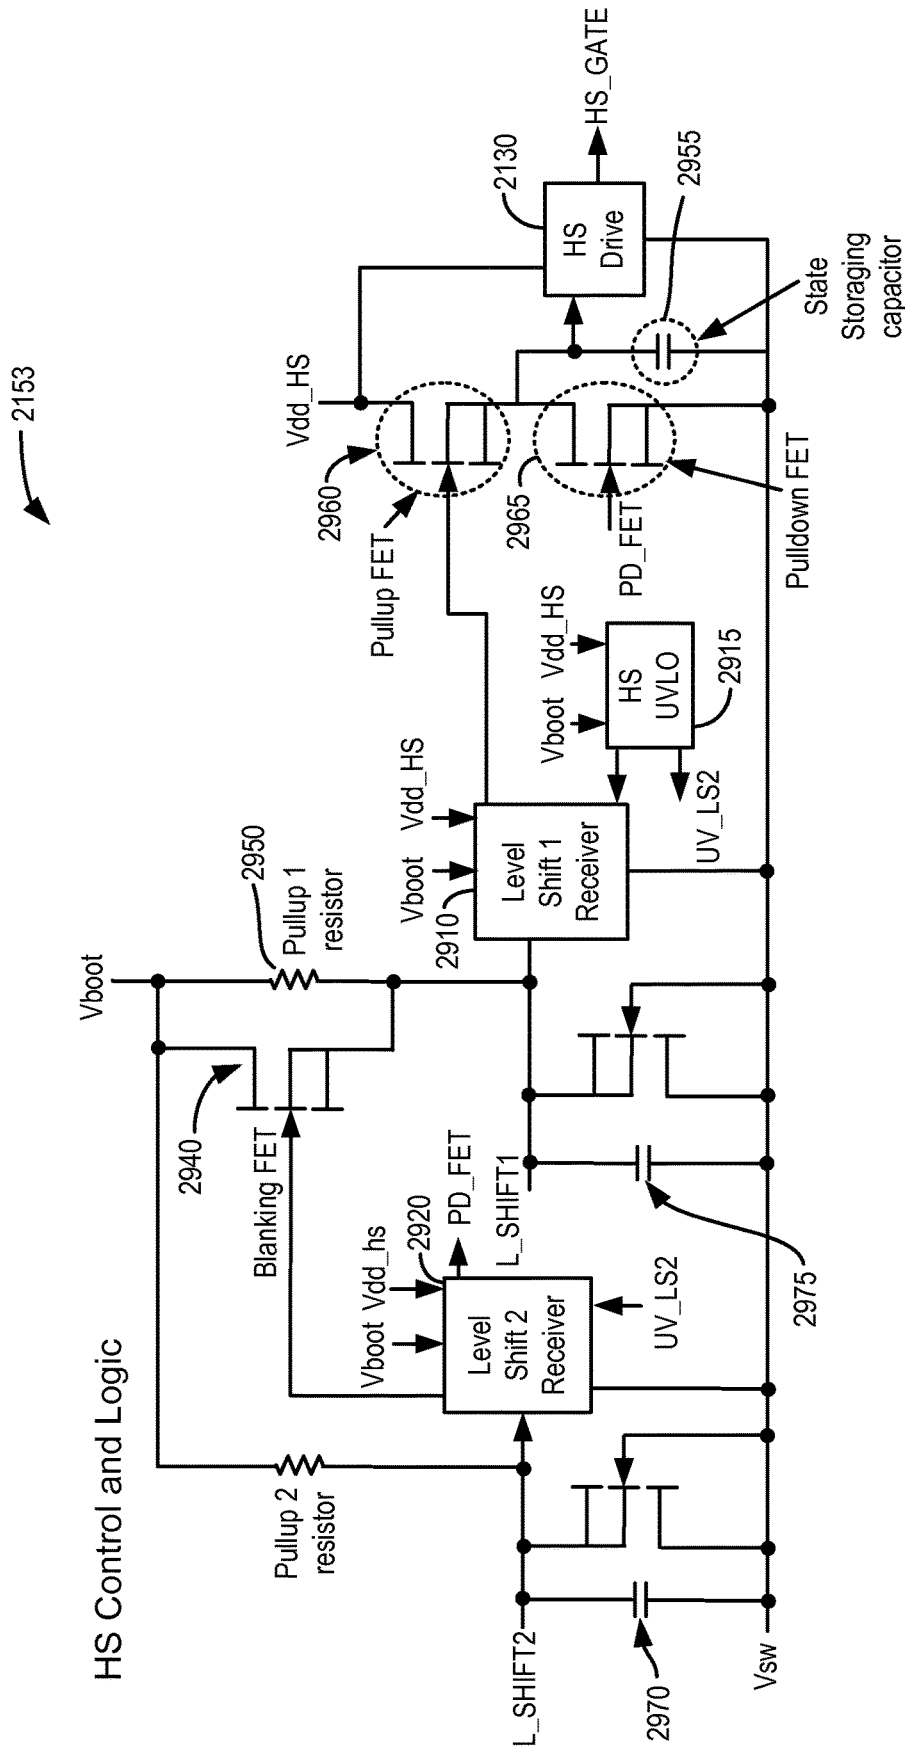 HS Control and Logic
2153
Vboot
Pullup 2
resistor
2940
Blanking FET
2950
Pullup 1
resistor
Vboot
Vdd_hs
2920
PD_FET
Level
Shift 2
Receiver
UV_LS2
L_SHIFT2
2970
Vsw
L_SHIFT1
2975
Vboot
Vdd_HS
2910
Level
Shift 1
Receiver
Vboot
Vdd_HS
HS
UVLO
2915
UV_LS2
Vdd_HS
2960
Pullup FET
2965
PD_FET
Pulldown FET
HS
Drive
2130
HS_GATE
2955
State
Storaging
capacitor